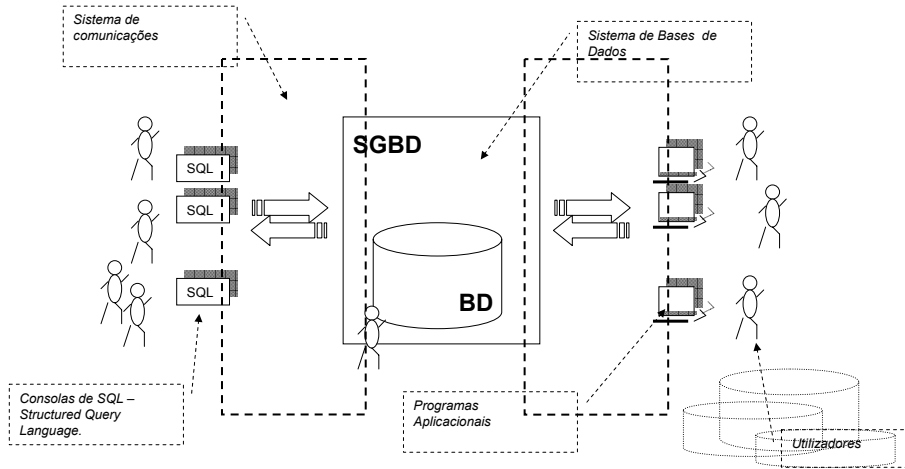 Sistema de
comunicações
Sistema de Bases de
Dados
SGBD
SQL
SQL
SQL
BD
Consolas de SQL –
Structured Query
Language.
Programas
Aplicacionais
Utilizadores